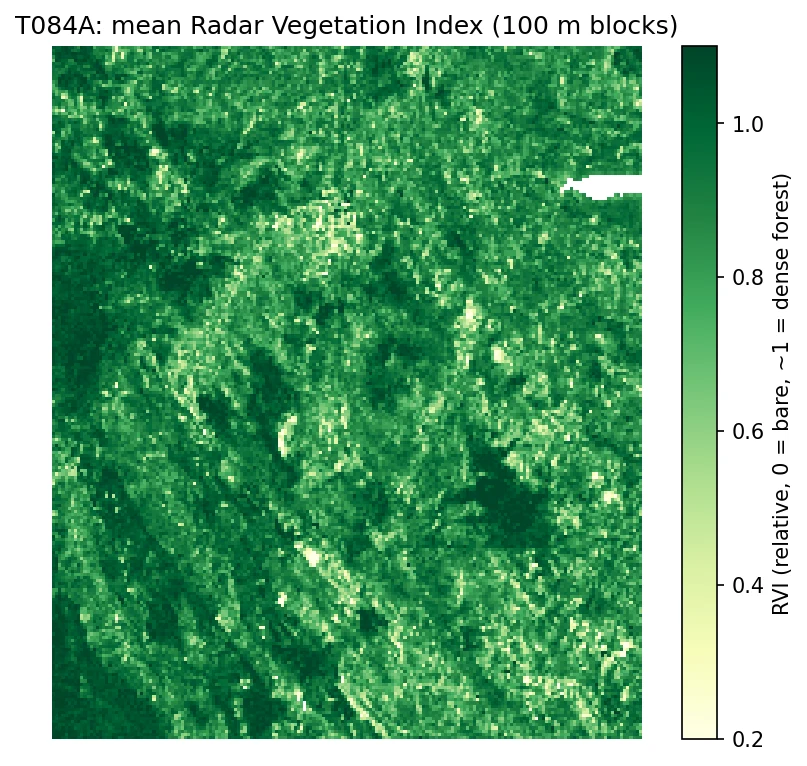 T084A: mean Radar Vegetation Index (100 m blocks)
1.0
0.8
0.6
0.4
0.2
RVI (relative, 0 = bare, ~1 = dense forest)